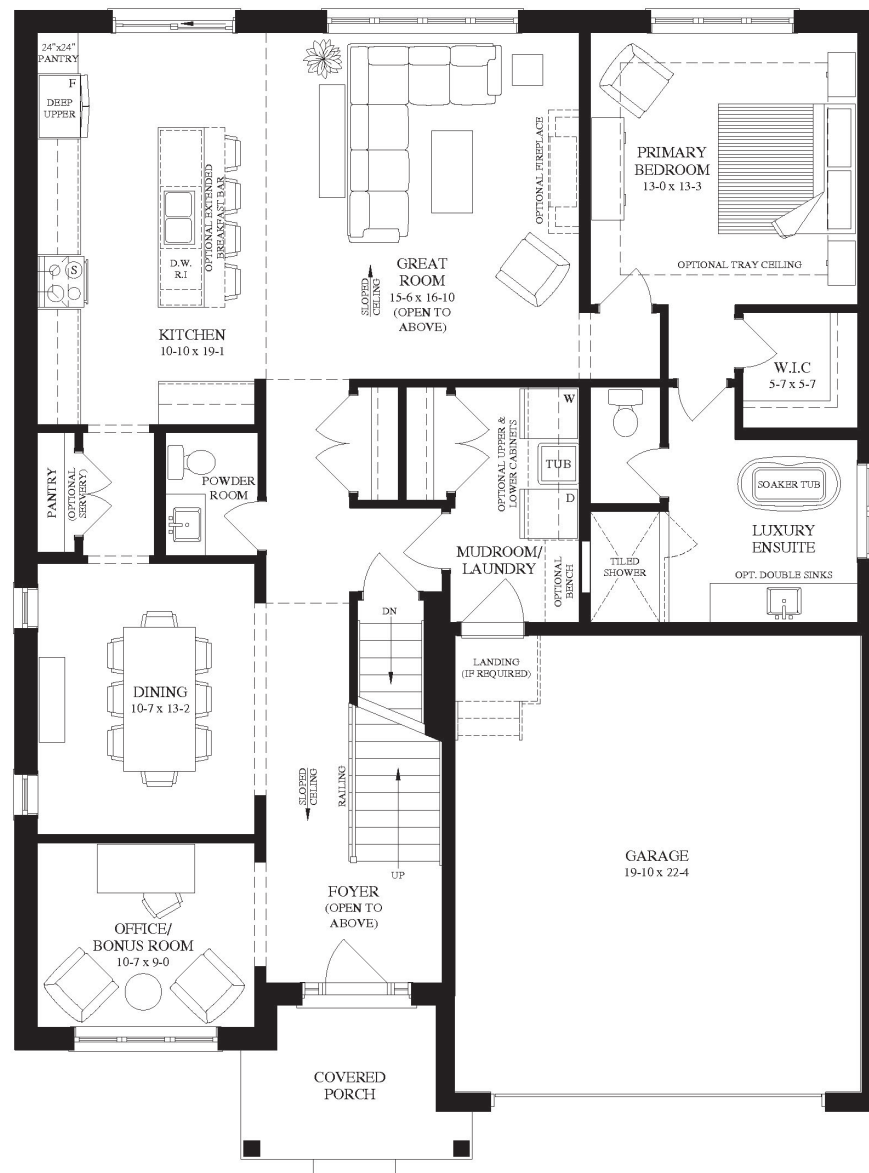 24"x24"
PANTRY
F
DEEP
UPPER
OPTIONAL EXTENDED
BREAKFAST BAR
D.W.
R.I
S
KITCHEN
10-10 x 19-1
OPTIONAL FIREPLACE
GREAT
ROOM
15-6 x 16-10
(OPEN TO
ABOVE)
SLOPED
CELING
PRIMARY
BEDROOM
13-0 x 13-3
OPTIONAL TRAY CEILING
W.I.C
5-7 x 5-7
PANTRY
(OPTIONAL
SERVERY)
POWDER
ROOM
OPTIONAL UPPER &
LOWER CABINETS
W
TUB
D
MUDROOM/
LAUNDRY
OPTIONAL
BENCH
TILED
SHOWER
SOAKER TUB
LUXURY
ENSUITE
OPT. DOUBLE SINKS
DN
LANDING
(IF REQUIRED)
DINING
10-7 x 13-2
SLOPED
CELING
RAILING
UP
FOYER
(OPEN TO
ABOVE)
GARAGE
19-10 x 22-4
OFFICE/
BONUS ROOM
10-7 x 9-0
COVERED
PORCH